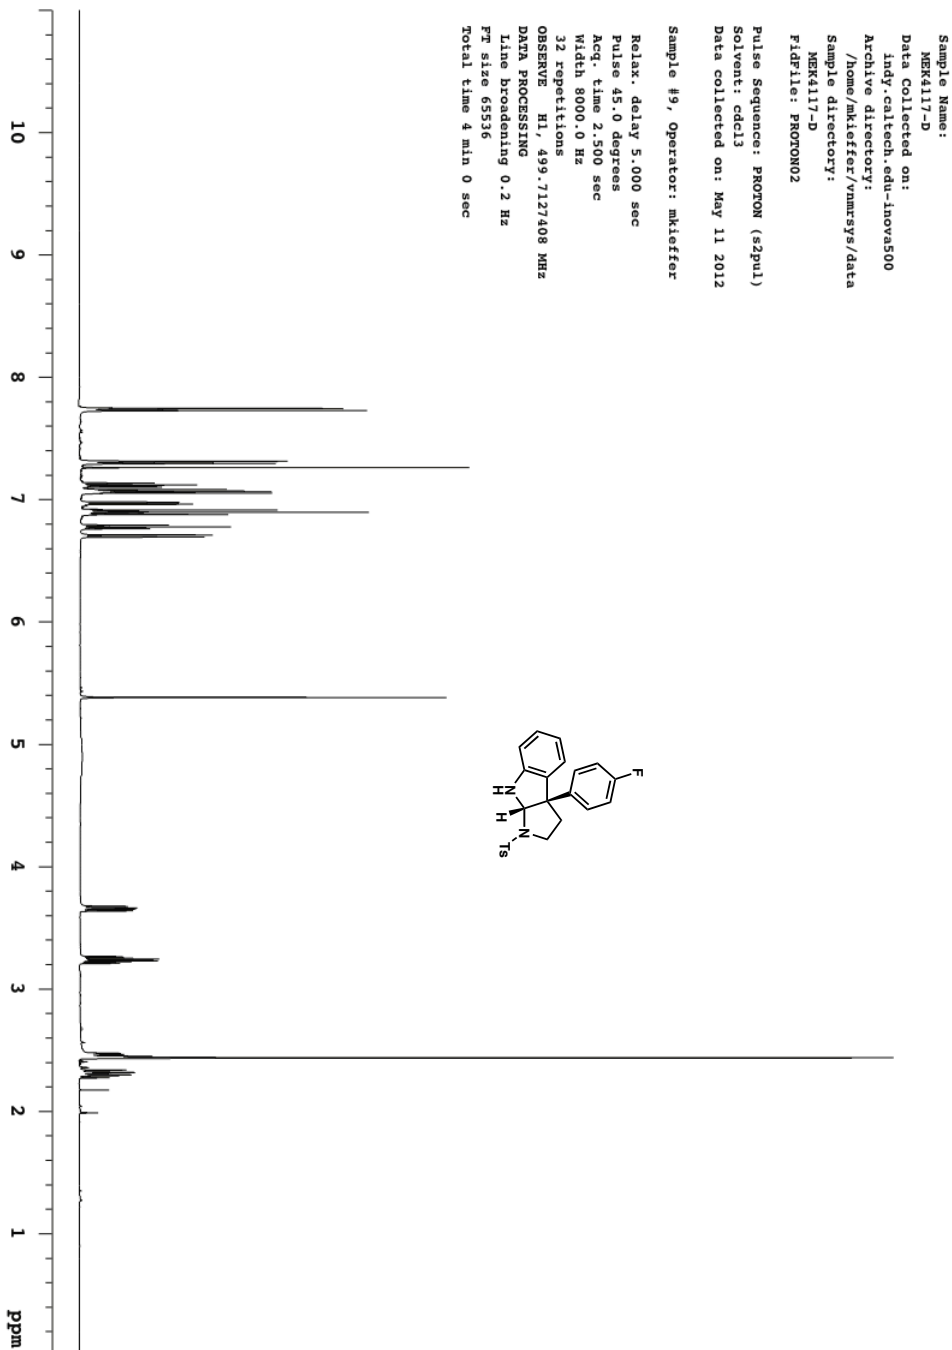 Sample Name:
MEK4117-D
Data Collected on:
indy.caltech.edu-inova500
Archive directory:
/home/mkieffer/vnmrsys/data
Sample directory:
MEK4117-D
FidFile: PROTON02
Pulse Sequence: PROTON (s2pul)
Solvent: cdcl3
Data collected on: May 11 2012
Sample #9, Operator: mkieffer
Relax. delay 5.000 sec
Pulse 45.0 degrees
Acq. time 2.500 sec
Width 8000.0 Hz
32 repetitions
OBSERVE H1, 499.7127408 MHz
DATA PROCESSING
Line broadening 0.2 Hz
FT size 65536
Total time 4 min 0 sec
F
N
H
H
N
Ts
10 9 8 7 6 5 4 3 2 1 ppm